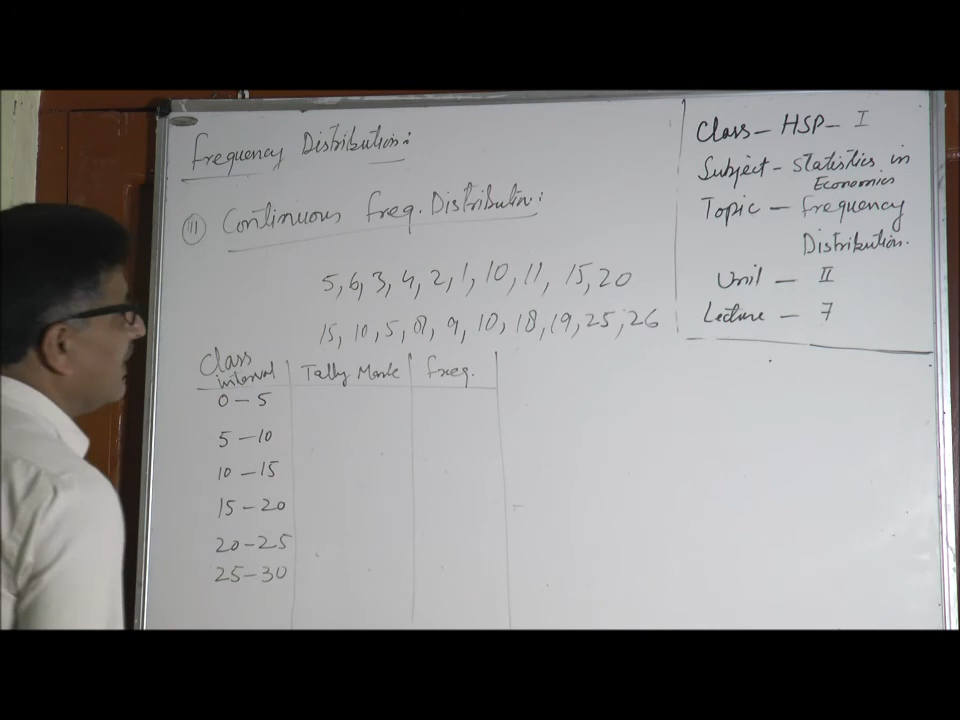 Frequency Distribution:
(III) Continuous Freq. Distribution:
5, 6, 3, 4, 2, 1, 10, 11, 15, 20
15, 10, 5, 8, 9, 10, 18, 19, 25, 26
Class interval | Tally Mark | Freq.
0 – 5
5 – 10
10 – 15
15 – 20
20 – 25
25 – 30
Class – HSP – I
Subject – Statistics in
Economics
Topic – Frequency
Distribution.
Unit – II
Lecture – 7